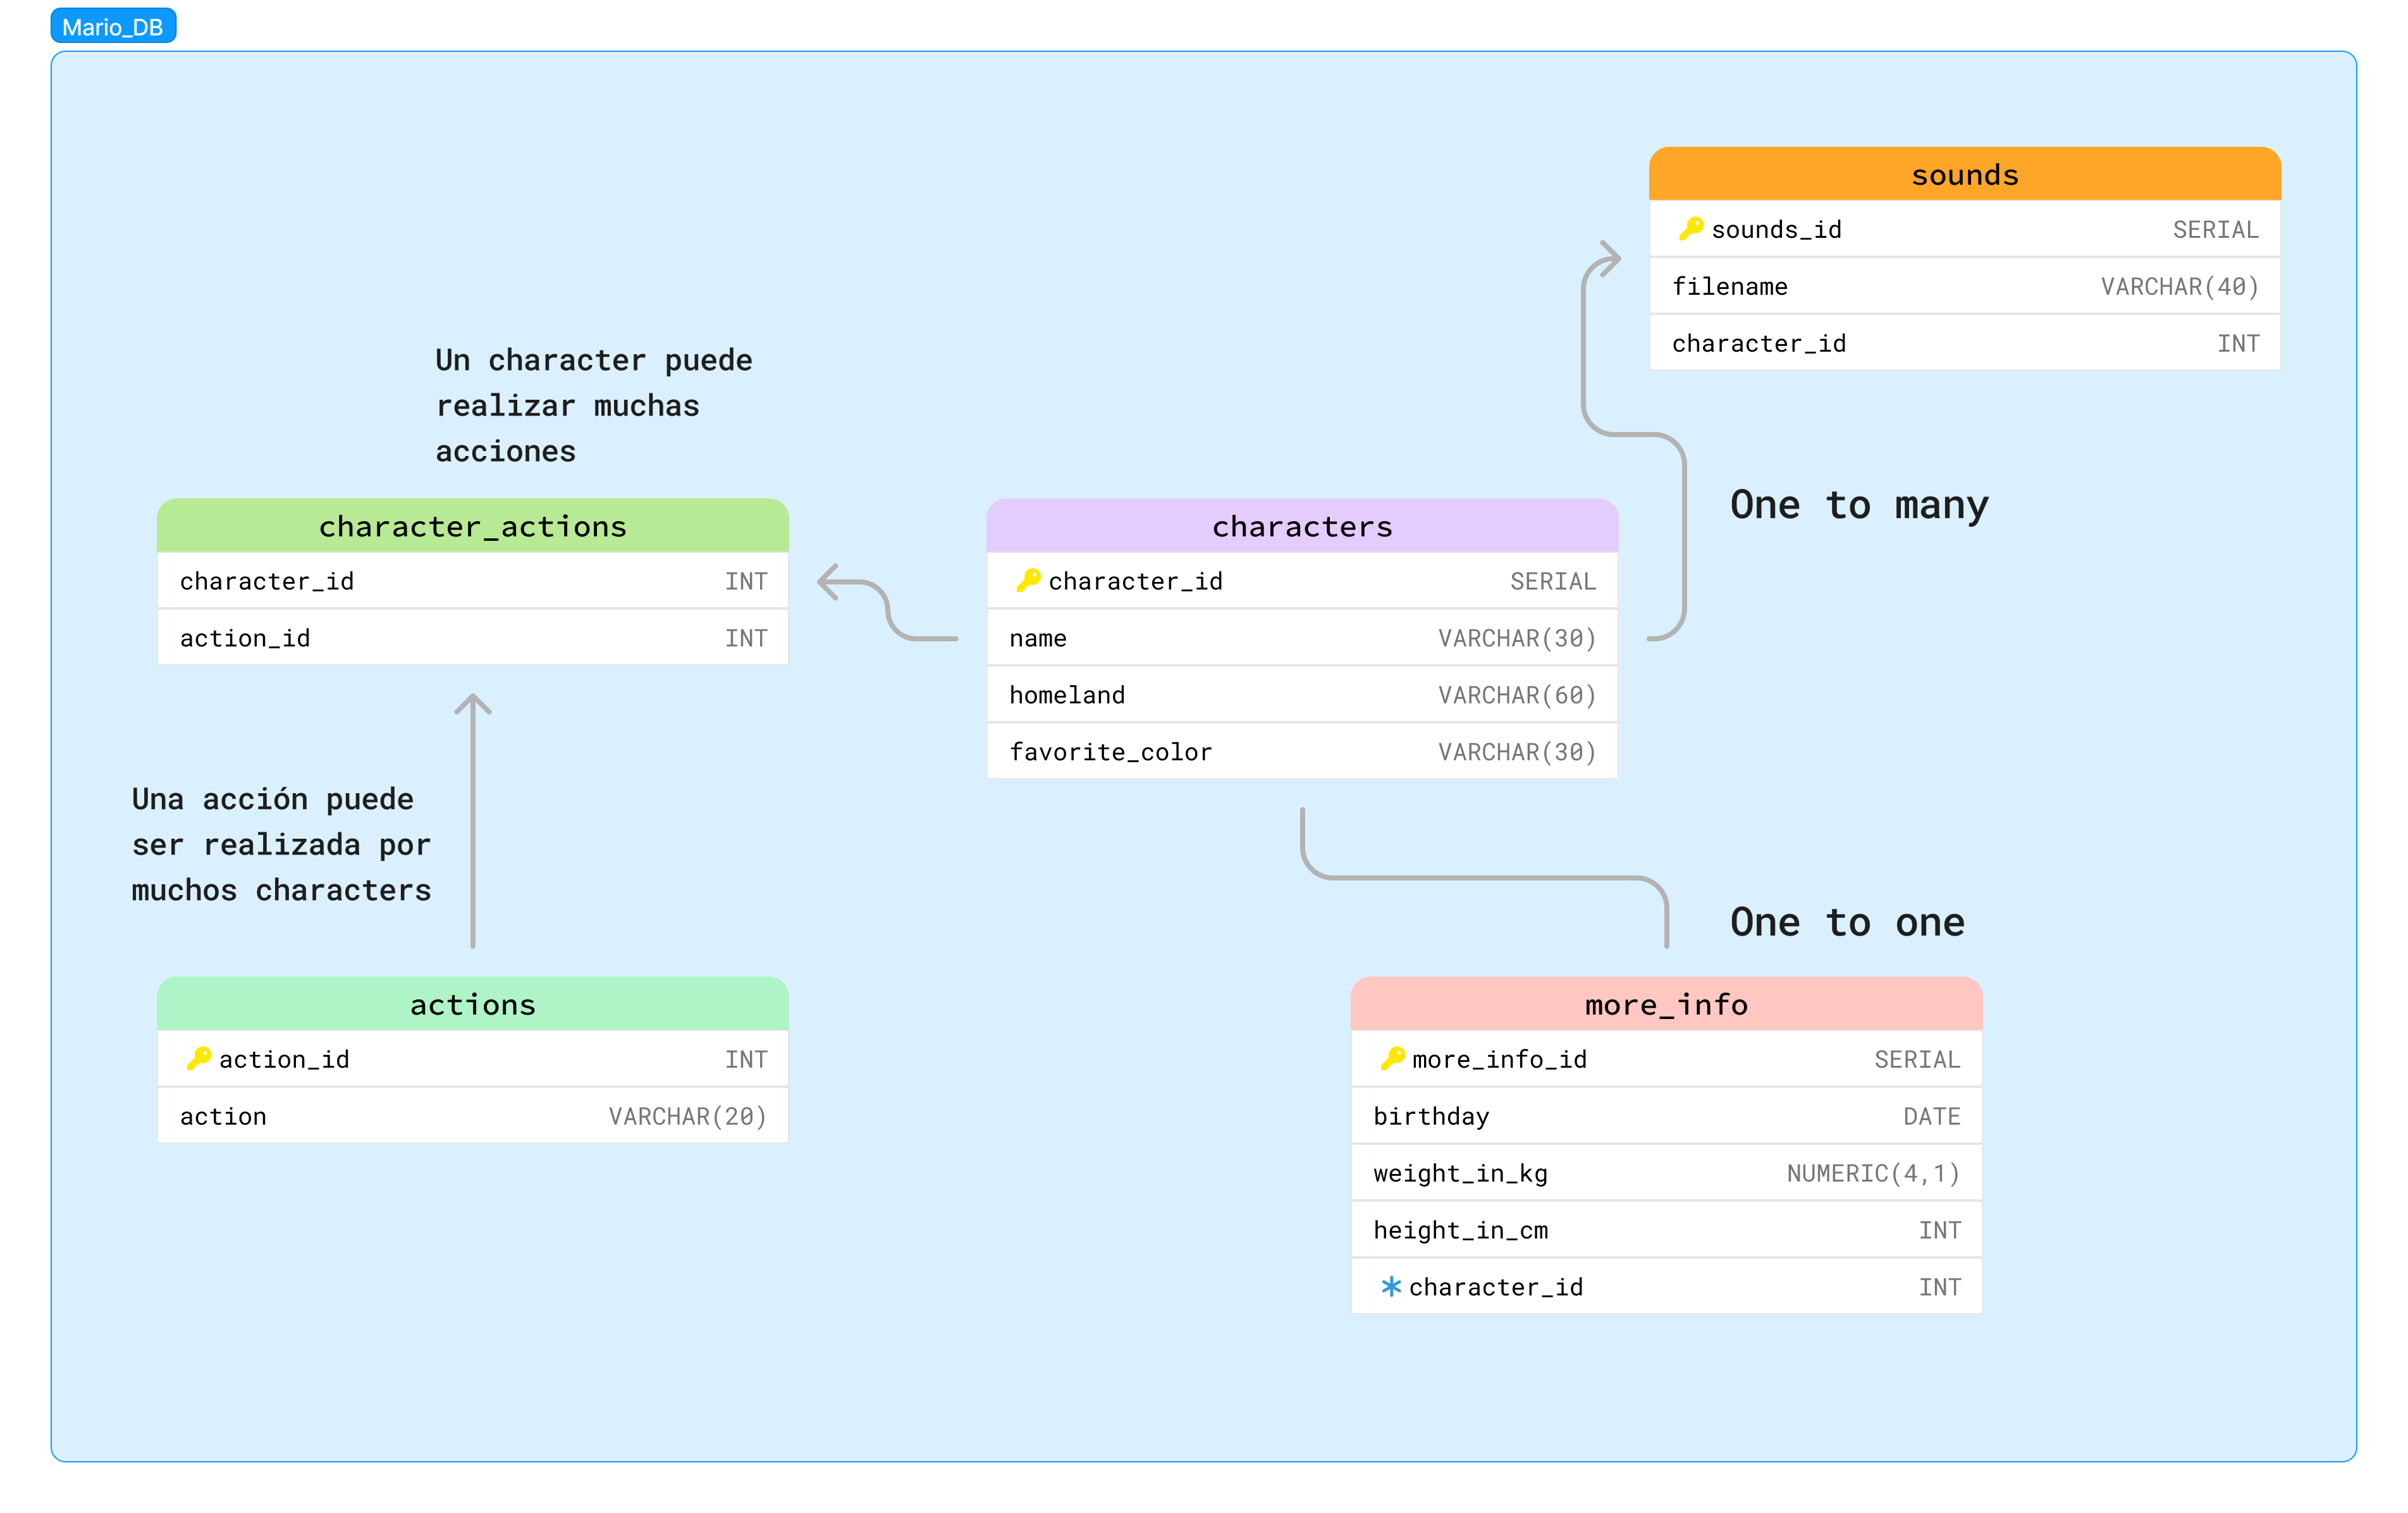 Mario_DB
sounds
sounds_id SERIAL
filename VARCHAR(40)
character_id INT
Un character puede
realizar muchas
acciones
One to many
character_actions
character_id INT
action_id INT
characters
character_id SERIAL
name VARCHAR(30)
homeland VARCHAR(60)
favorite_color VARCHAR(30)
Una acción puede
ser realizada por
muchos characters
One to one
actions
action_id INT
action VARCHAR(20)
more_info
more_info_id SERIAL
birthday DATE
weight_in_kg NUMERIC(4,1)
height_in_cm INT
character_id INT